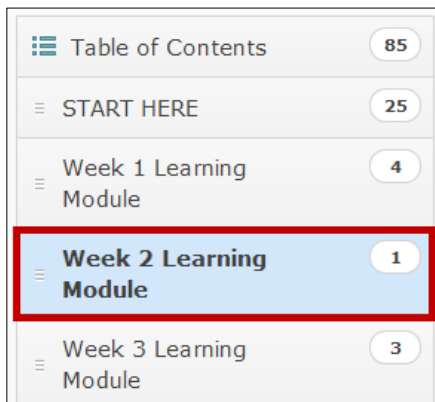 Table of Contents 85
START HERE 25
Week 1 Learning 4
Module
Week 2 Learning 1
Module
Week 3 Learning 3
Module